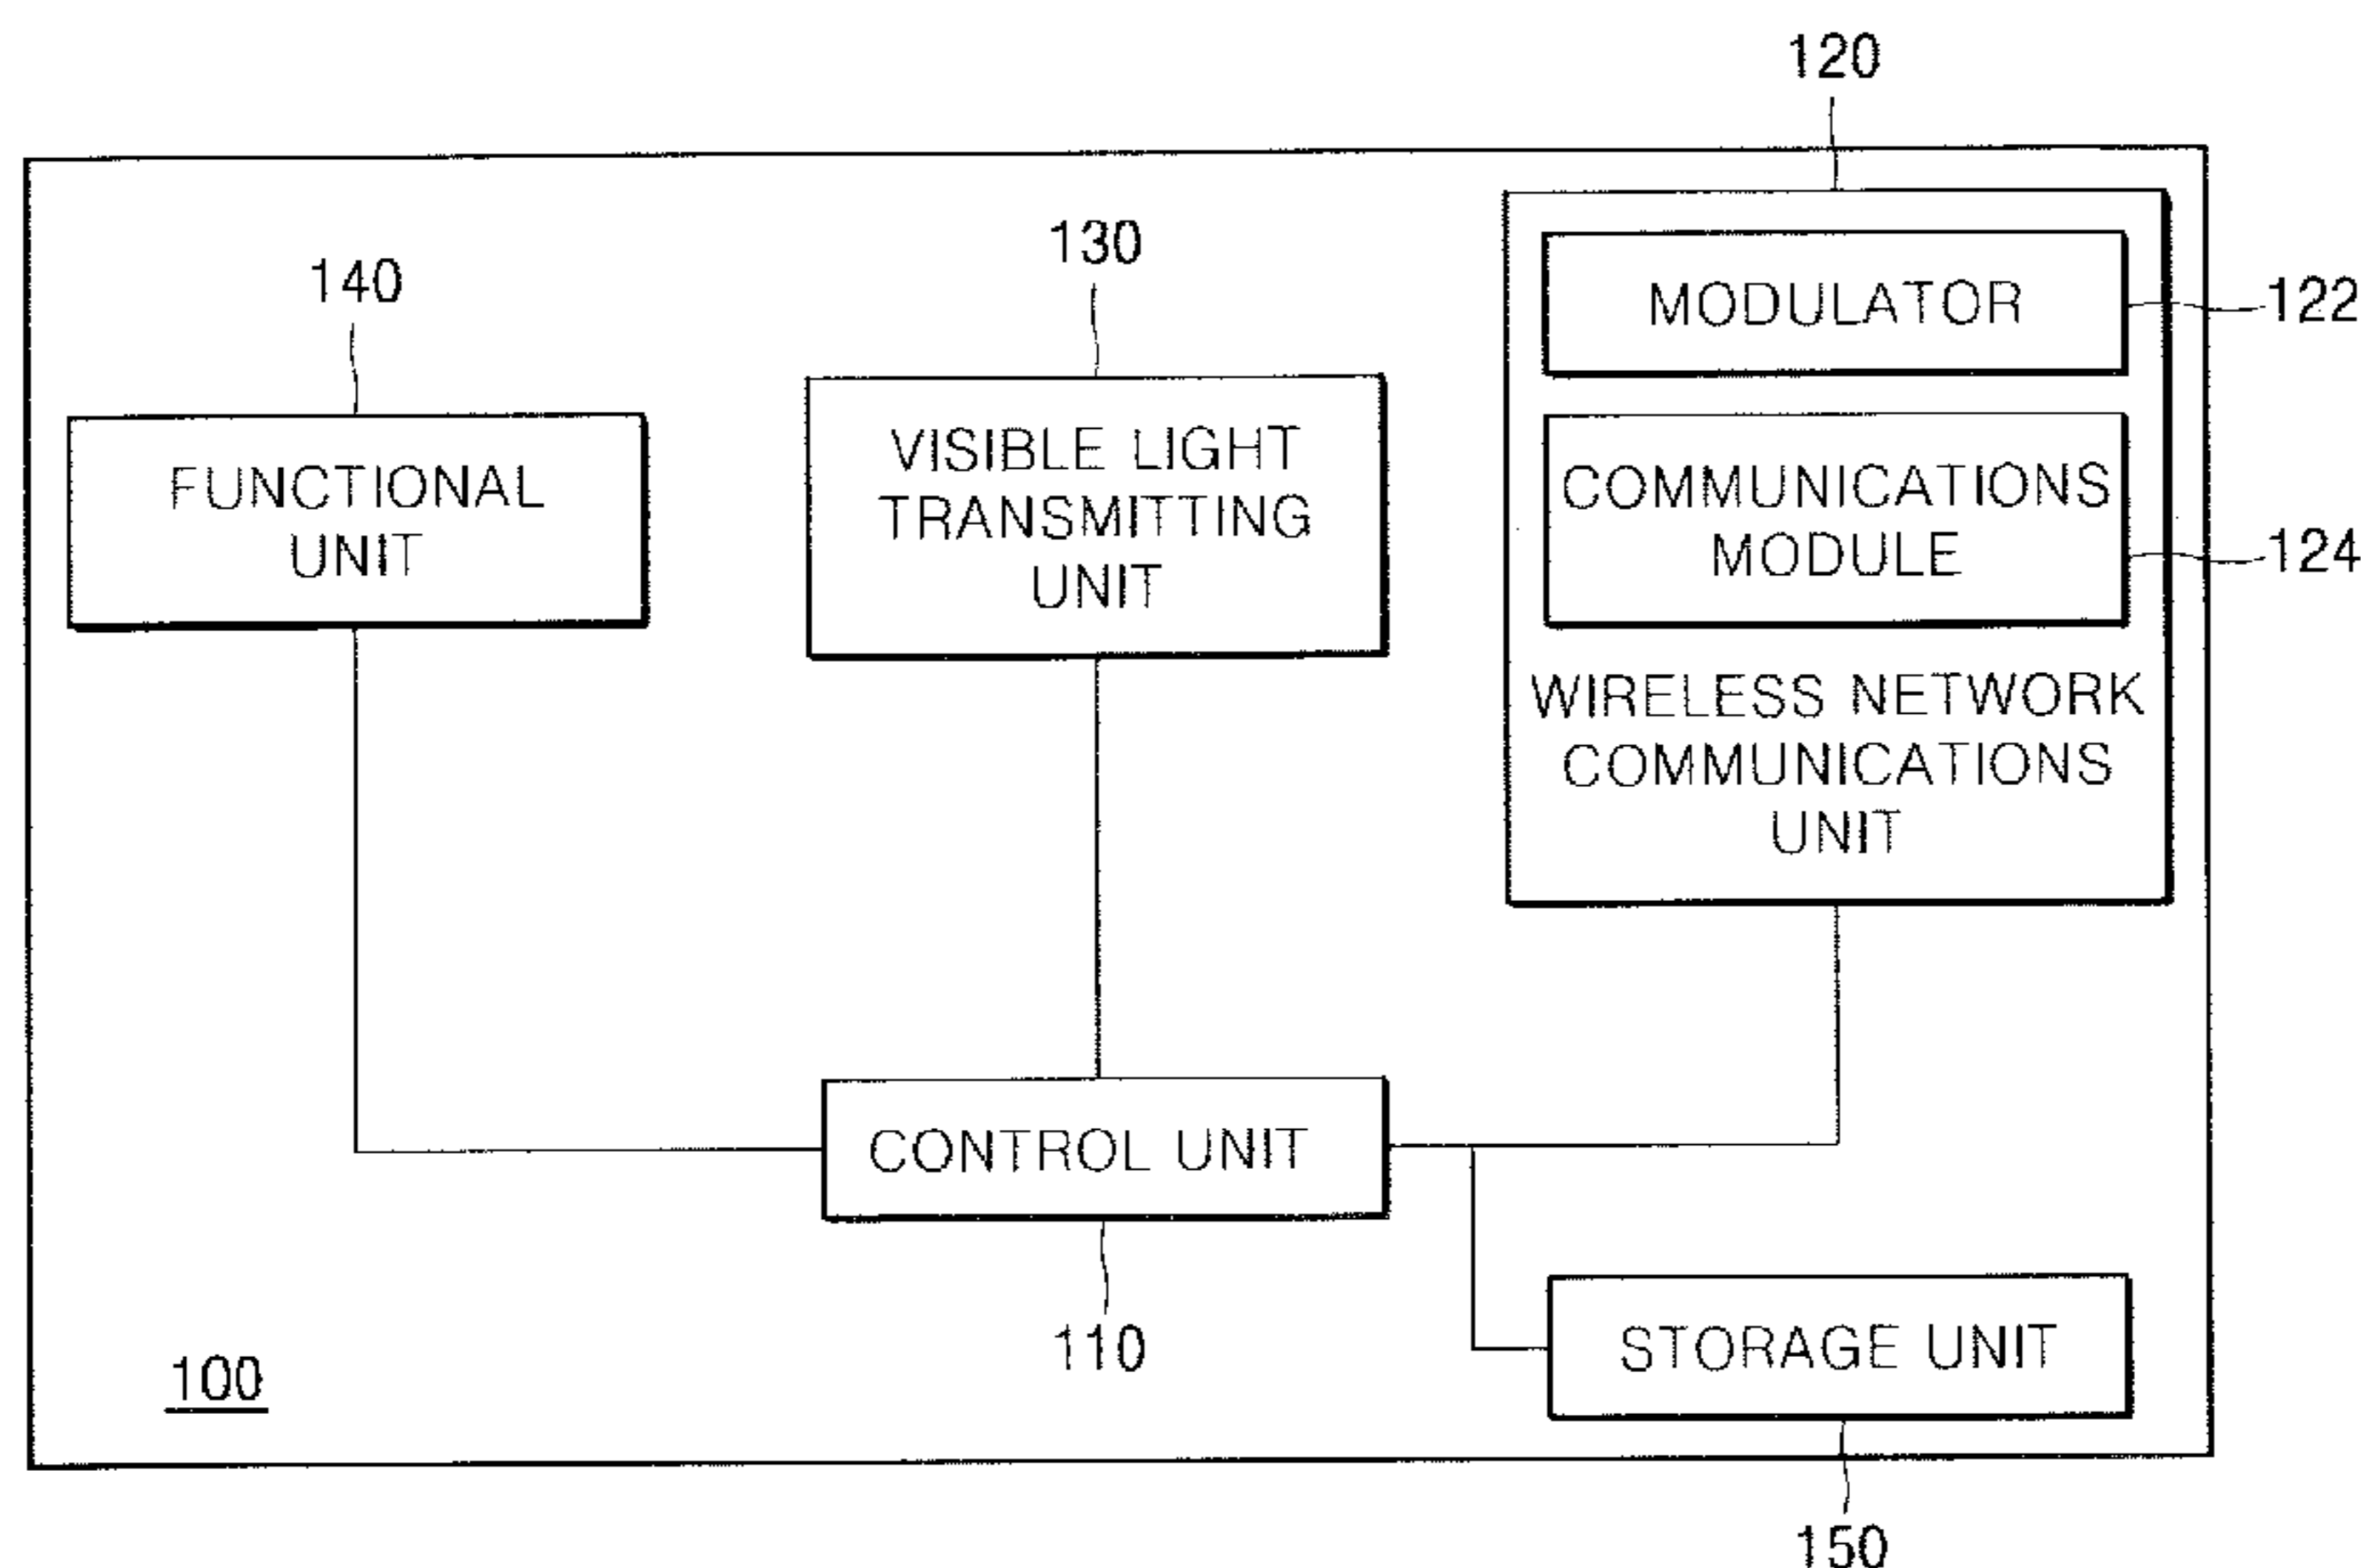 120
130
140
MODULATOR
122
FUNCTIONAL
UNIT
VISIBLE LIGHT
TRANSMITTING
UNIT
COMMUNICATIONS
MODULE
124
WIRELESS NETWORK
COMMUNICATIONS
UNIT
CONTROL UNIT
110
STORAGE UNIT
100
150